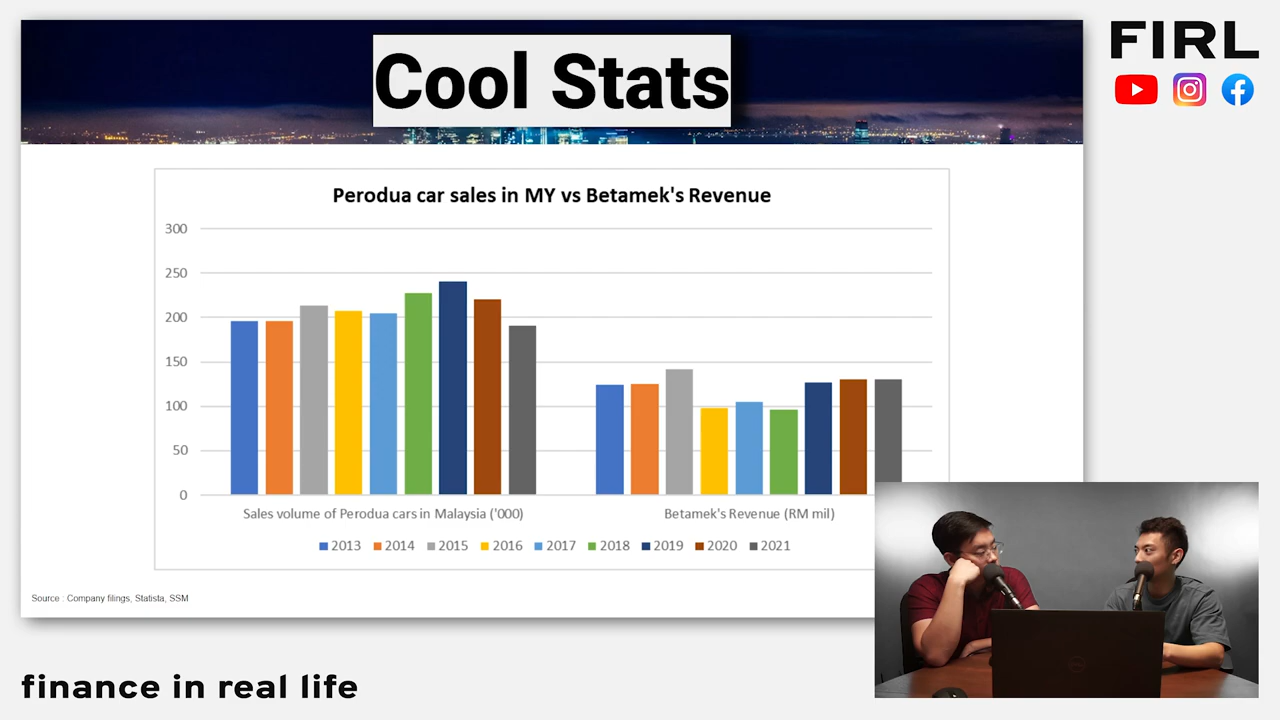 Cool Stats
FIRL
Perodua car sales in MY vs Betamek's Revenue
300
250
200
150
100
50
0
Sales volume of Perodua cars in Malaysia ('000)
Betamek's Revenue (RM mil)
2013 2014 2015 2016 2017 2018 2019 2020 2021
Source : Company filings, Statista, SSM
finance in real life